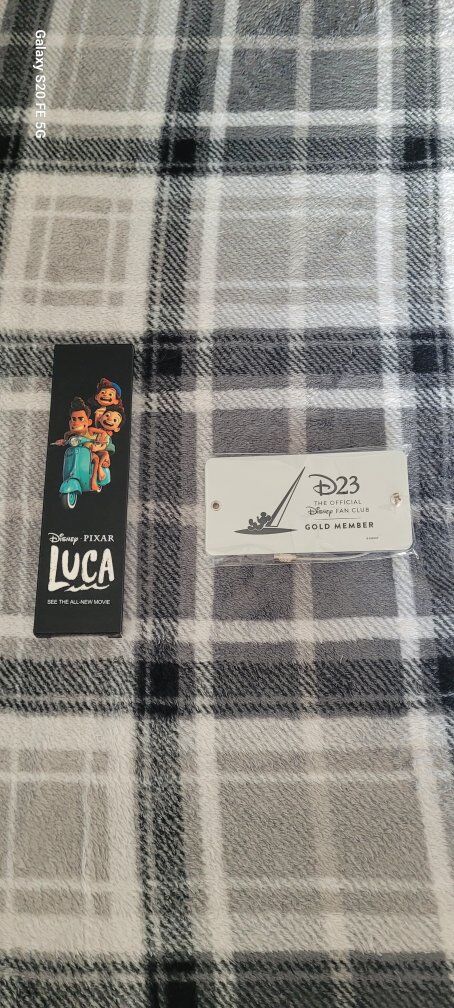 Galaxy S20 FE 5G
Disney · PIXAR
LUCA
SEE THE ALL-NEW MOVIE
D23
THE OFFICIAL
Disney FAN CLUB
GOLD MEMBER